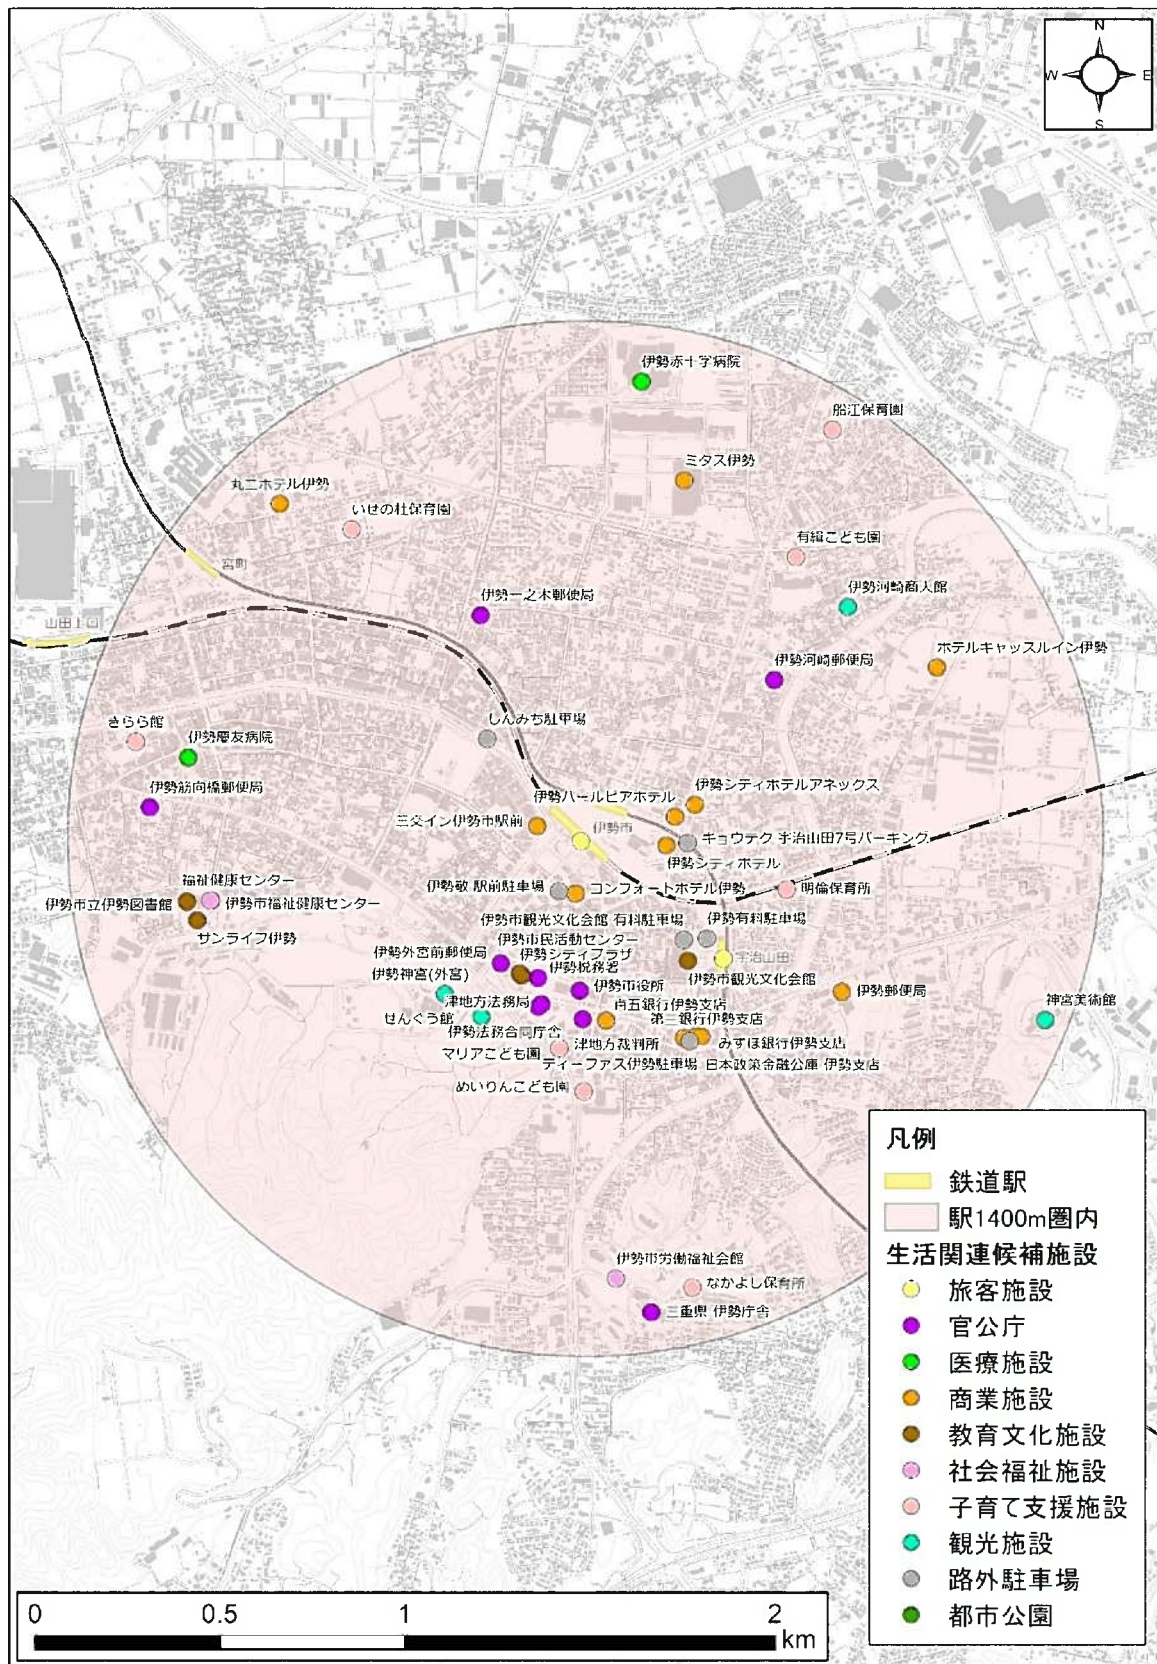 N
W
E
S
伊勢赤十字病院
船江保育園
ミタス伊勢
丸二ホテル伊勢
いせの杜保育園
有緝こども園
宮町
伊勢河崎商人館
伊勢一之木郵便局
山田上口
ホテルキャッスルイン伊勢
伊勢河崎郵便局
きらら館
しんみち駐車場
伊勢慶友病院
伊勢筋向橋郵便局
伊勢パールピアホテル
伊勢シティホテルアネックス
三交イン伊勢市駅前
伊勢市
キョウテク 宇治山田7号パーキング
伊勢シティホテル
福祉健康センター
伊勢敬 駅前駐車場
コンフォートホテル伊勢
明倫保育所
伊勢市立伊勢図書館
伊勢市福祉健康センター
サンライフ伊勢
伊勢市観光文化会館 有料駐車場
伊勢有料駐車場
伊勢市民活動センター
伊勢外宮前郵便局
伊勢シティプラザ
宇治山田
伊勢神宮(外宮)
伊勢税務署
伊勢市観光文化会館
伊勢市役所
伊勢郵便局
津地方法務局
百五銀行伊勢支店
神宮美術館
せんぐう館
第三銀行伊勢支店
伊勢法務合同庁舎
津地方裁判所
みずほ銀行伊勢支店
マリアこども園
ティーファス伊勢駐車場
日本政策金融公庫 伊勢支店
めいりんこども園
伊勢市労働福祉会館
なかよし保育所
三重県 伊勢庁舎
凡例
鉄道駅
駅1400m圏内
生活関連候補施設
旅客施設
官公庁
医療施設
商業施設
教育文化施設
社会福祉施設
子育て支援施設
観光施設
路外駐車場
都市公園
0 0.5 1 2
km